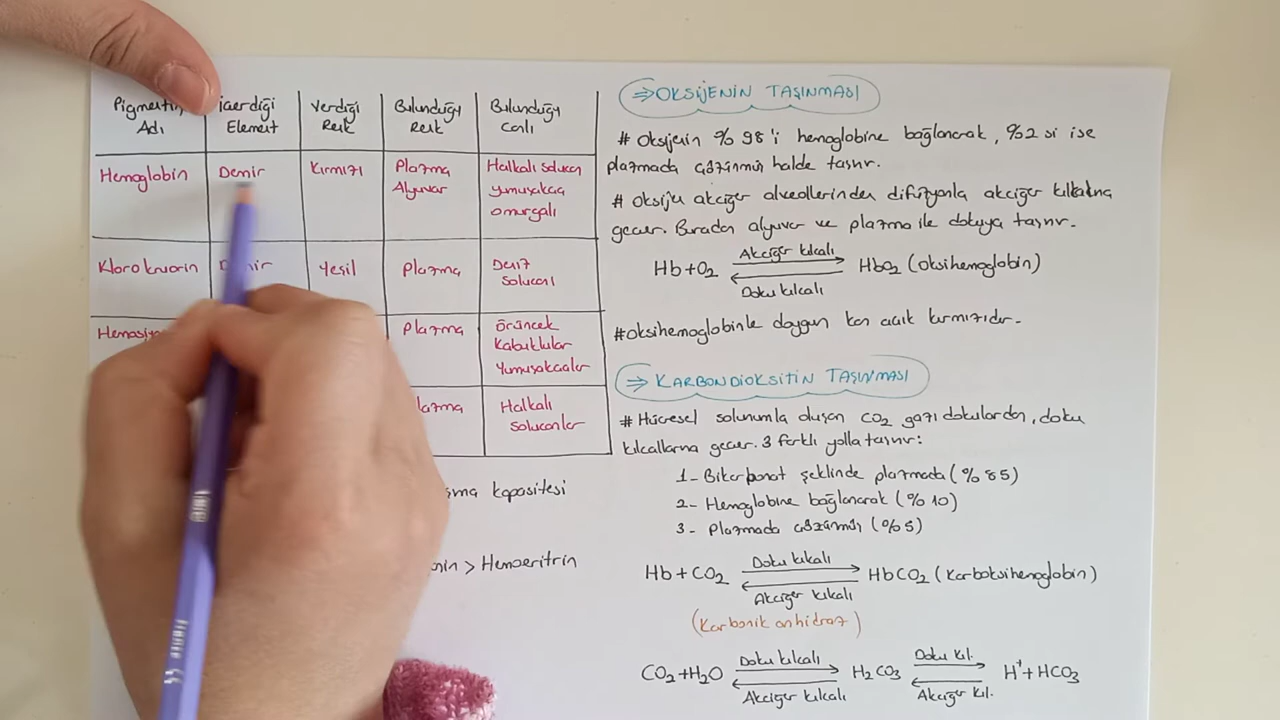 Pigmentin Adı
içerdiği Element
Verdiği Renk
Bulunduğu Renk
Bulunduğu Canlı
Hemoglobin
Demir
Kırmızı
Plazma Alyuvar
Halkalı solucan
yumuşakça
omurgalı
Klorokruorin
Yeşil
Plazma
Deniz
Solucanı
Plazma
Örümcek
Kabuklular
Yumuşakçalar
Halkalı
Solucanlar
kapasitesi
> Hemoeritrin
⇒ OKSİJENİN TAŞINMASI
# Oksijenin % 98'i hemoglobine bağlanarak, %2 si ise
plazmada çözünmüş halde taşınır.
# Oksijen akciğer alveollerinden difüzyonla akciğer kılcalına
geçer. Buradan alyuvar ve plazma ile dokuya taşınır.
Akciğer kılcalı
Hb+O2 HbO2 (oksihemoglobin)
Doku kılcalı
#Oksihemoglobinle doygun kan açık kırmızıdır.
⇒ KARBONDİOKSİTİN TAŞINMASI
# Hücresel solunumla oluşan CO2 gazı dokulardan, doku
kılcallarına geçer. 3 farklı yolla taşınır:
1- Bikarbonat şeklinde plazmada (% 85)
2- Hemoglobine bağlanarak (% 10)
3- Plazmada çözünmüş (%5)
Doku kılcalı
Hb + CO2 HbCO2 (Karboksihemoglobin)
Akciğer kılcalı
(Karbonik anhidraz)
Doku kılcalı Doku kıl.
CO2+H2O H2CO3 H+ + HCO3
Akciğer kılcalı Akciğer kıl.